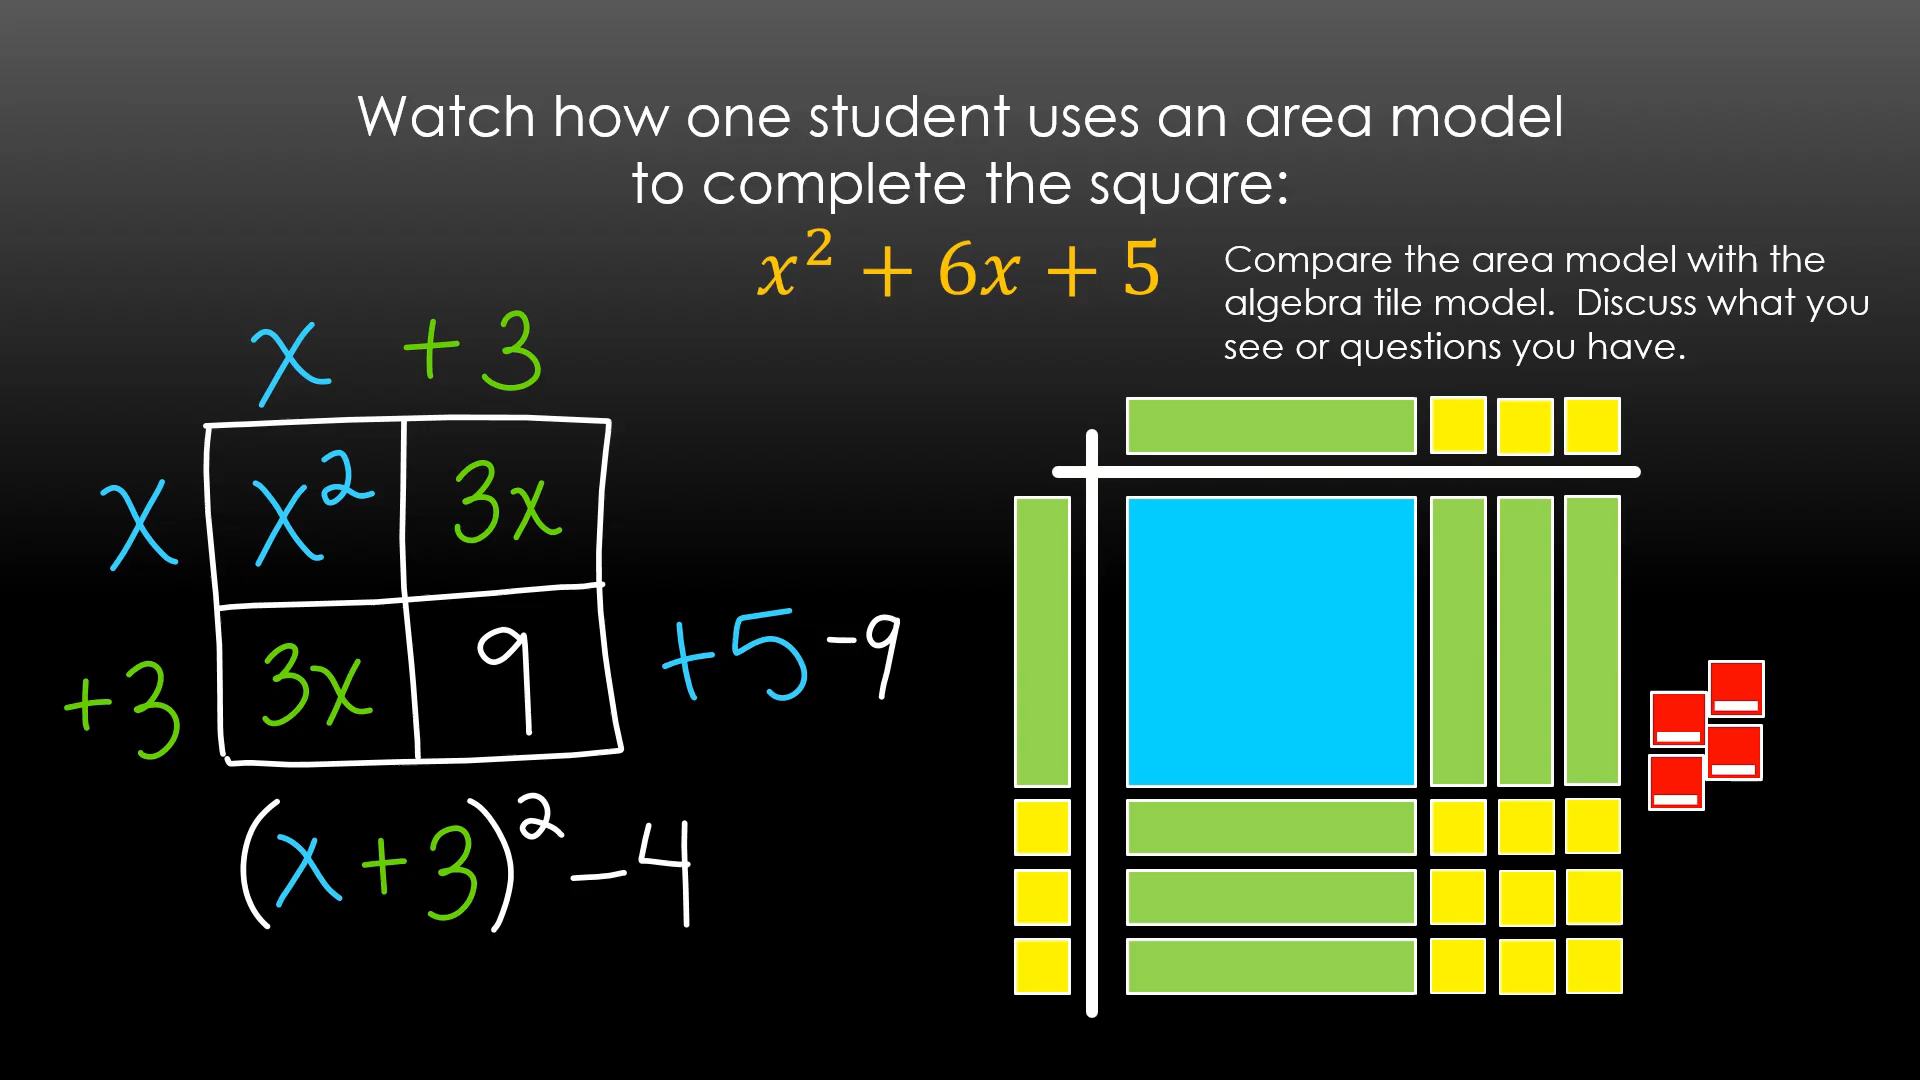 Watch how one student uses an area model
to complete the square:
x² + 6x + 5
Compare the area model with the
algebra tile model. Discuss what you
see or questions you have.
x + 3
x x² 3x
+3 3x 9 +5 -9
(x + 3)² - 4